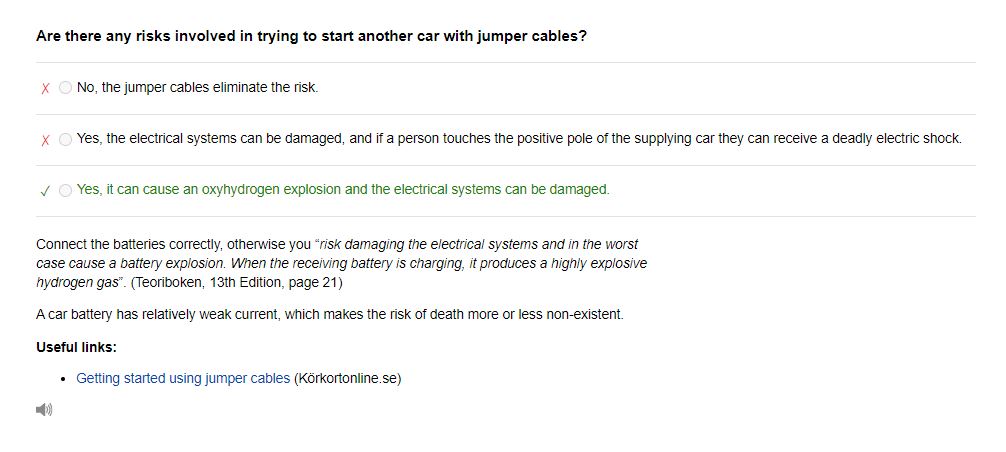 Are there any risks involved in trying to start another car with jumper cables?
No, the jumper cables eliminate the risk.
Yes, the electrical systems can be damaged, and if a person touches the positive pole of the supplying car they can receive a deadly electric shock.
Yes, it can cause an oxyhydrogen explosion and the electrical systems can be damaged.
Connect the batteries correctly, otherwise you “risk damaging the electrical systems and in the worst
case cause a battery explosion. When the receiving battery is charging, it produces a highly explosive
hydrogen gas”. (Teoriboken, 13th Edition, page 21)
A car battery has relatively weak current, which makes the risk of death more or less non-existent.
Useful links:
• Getting started using jumper cables (Körkortonline.se)